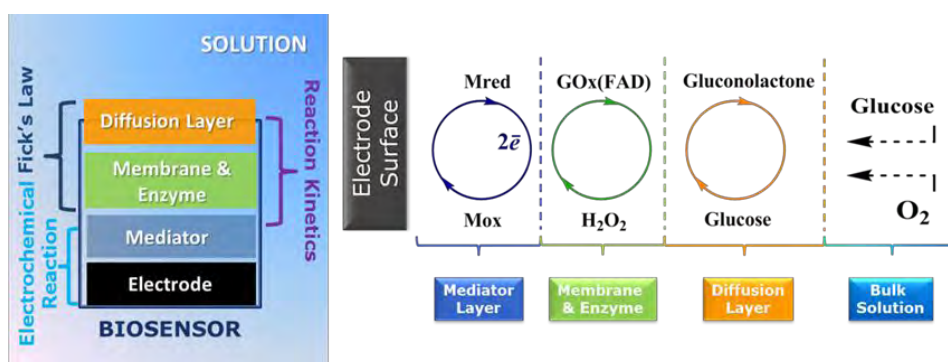 SOLUTION
Electrochemical Fick's Law
Reaction
Diffusion Layer
Membrane &
Enzyme
Mediator
Electrode
Reaction Kinetics
BIOSENSOR
Electrode
Surface
Mred
2ē
Mox
Mediator
Layer
GOx(FAD)
H₂O₂
Membrane
& Enzyme
Gluconolactone
Glucose
Diffusion
Layer
Glucose
O₂
Bulk
Solution